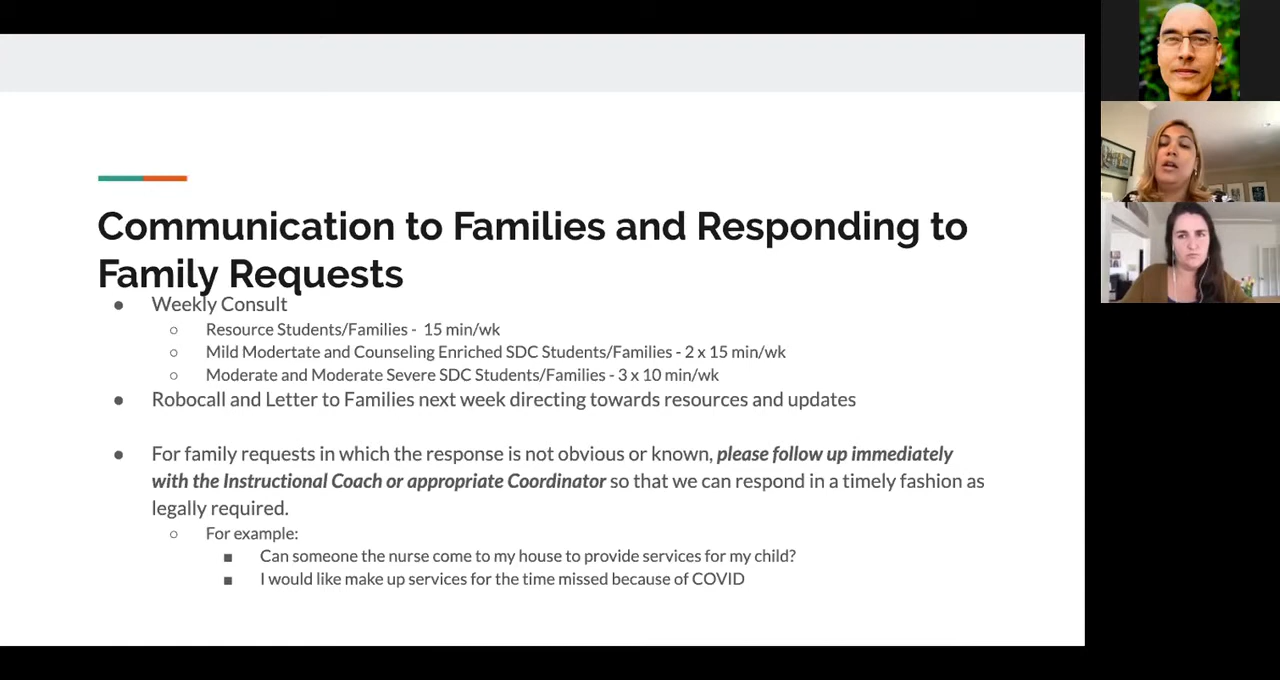 Communication to Families and Responding to
Family Requests
● Weekly Consult
○ Resource Students/Families - 15 min/wk
○ Mild Modertate and Counseling Enriched SDC Students/Families - 2 x 15 min/wk
○ Moderate and Moderate Severe SDC Students/Families - 3 x 10 min/wk
● Robocall and Letter to Families next week directing towards resources and updates
● For family requests in which the response is not obvious or known, please follow up immediately
with the Instructional Coach or appropriate Coordinator so that we can respond in a timely fashion as
legally required.
○ For example:
■ Can someone the nurse come to my house to provide services for my child?
■ I would like make up services for the time missed because of COVID